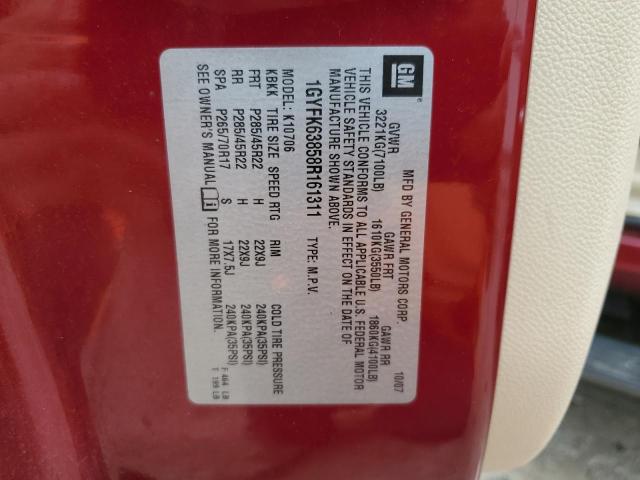 GM ®
MFD BY GENERAL MOTORS CORP. 10/07
GVWR GAWR FRT GAWR RR
3221KG(7100LB) 1610KG(3550LB) 1860KG(4100LB)
THIS VEHICLE CONFORMS TO ALL APPLICABLE U.S. FEDERAL MOTOR
VEHICLE SAFETY STANDARDS IN EFFECT ON THE DATE OF
MANUFACTURE SHOWN ABOVE.
1GYFK63858R161311 TYPE: M.P.V.
MODEL: K10706
KBKK TIRE SIZE SPEED RTG RIM COLD TIRE PRESSURE
FRT P285/45R22 H 22X9J 240KPA(35PSI)
RR P285/45R22 H 22X9J 240KPA(35PSI)
SPA P265/70R17 S 17X7.5J 240KPA(35PSI)
SEE OWNER'S MANUAL FOR MORE INFORMATION.
F 464 LB
T 199 LB